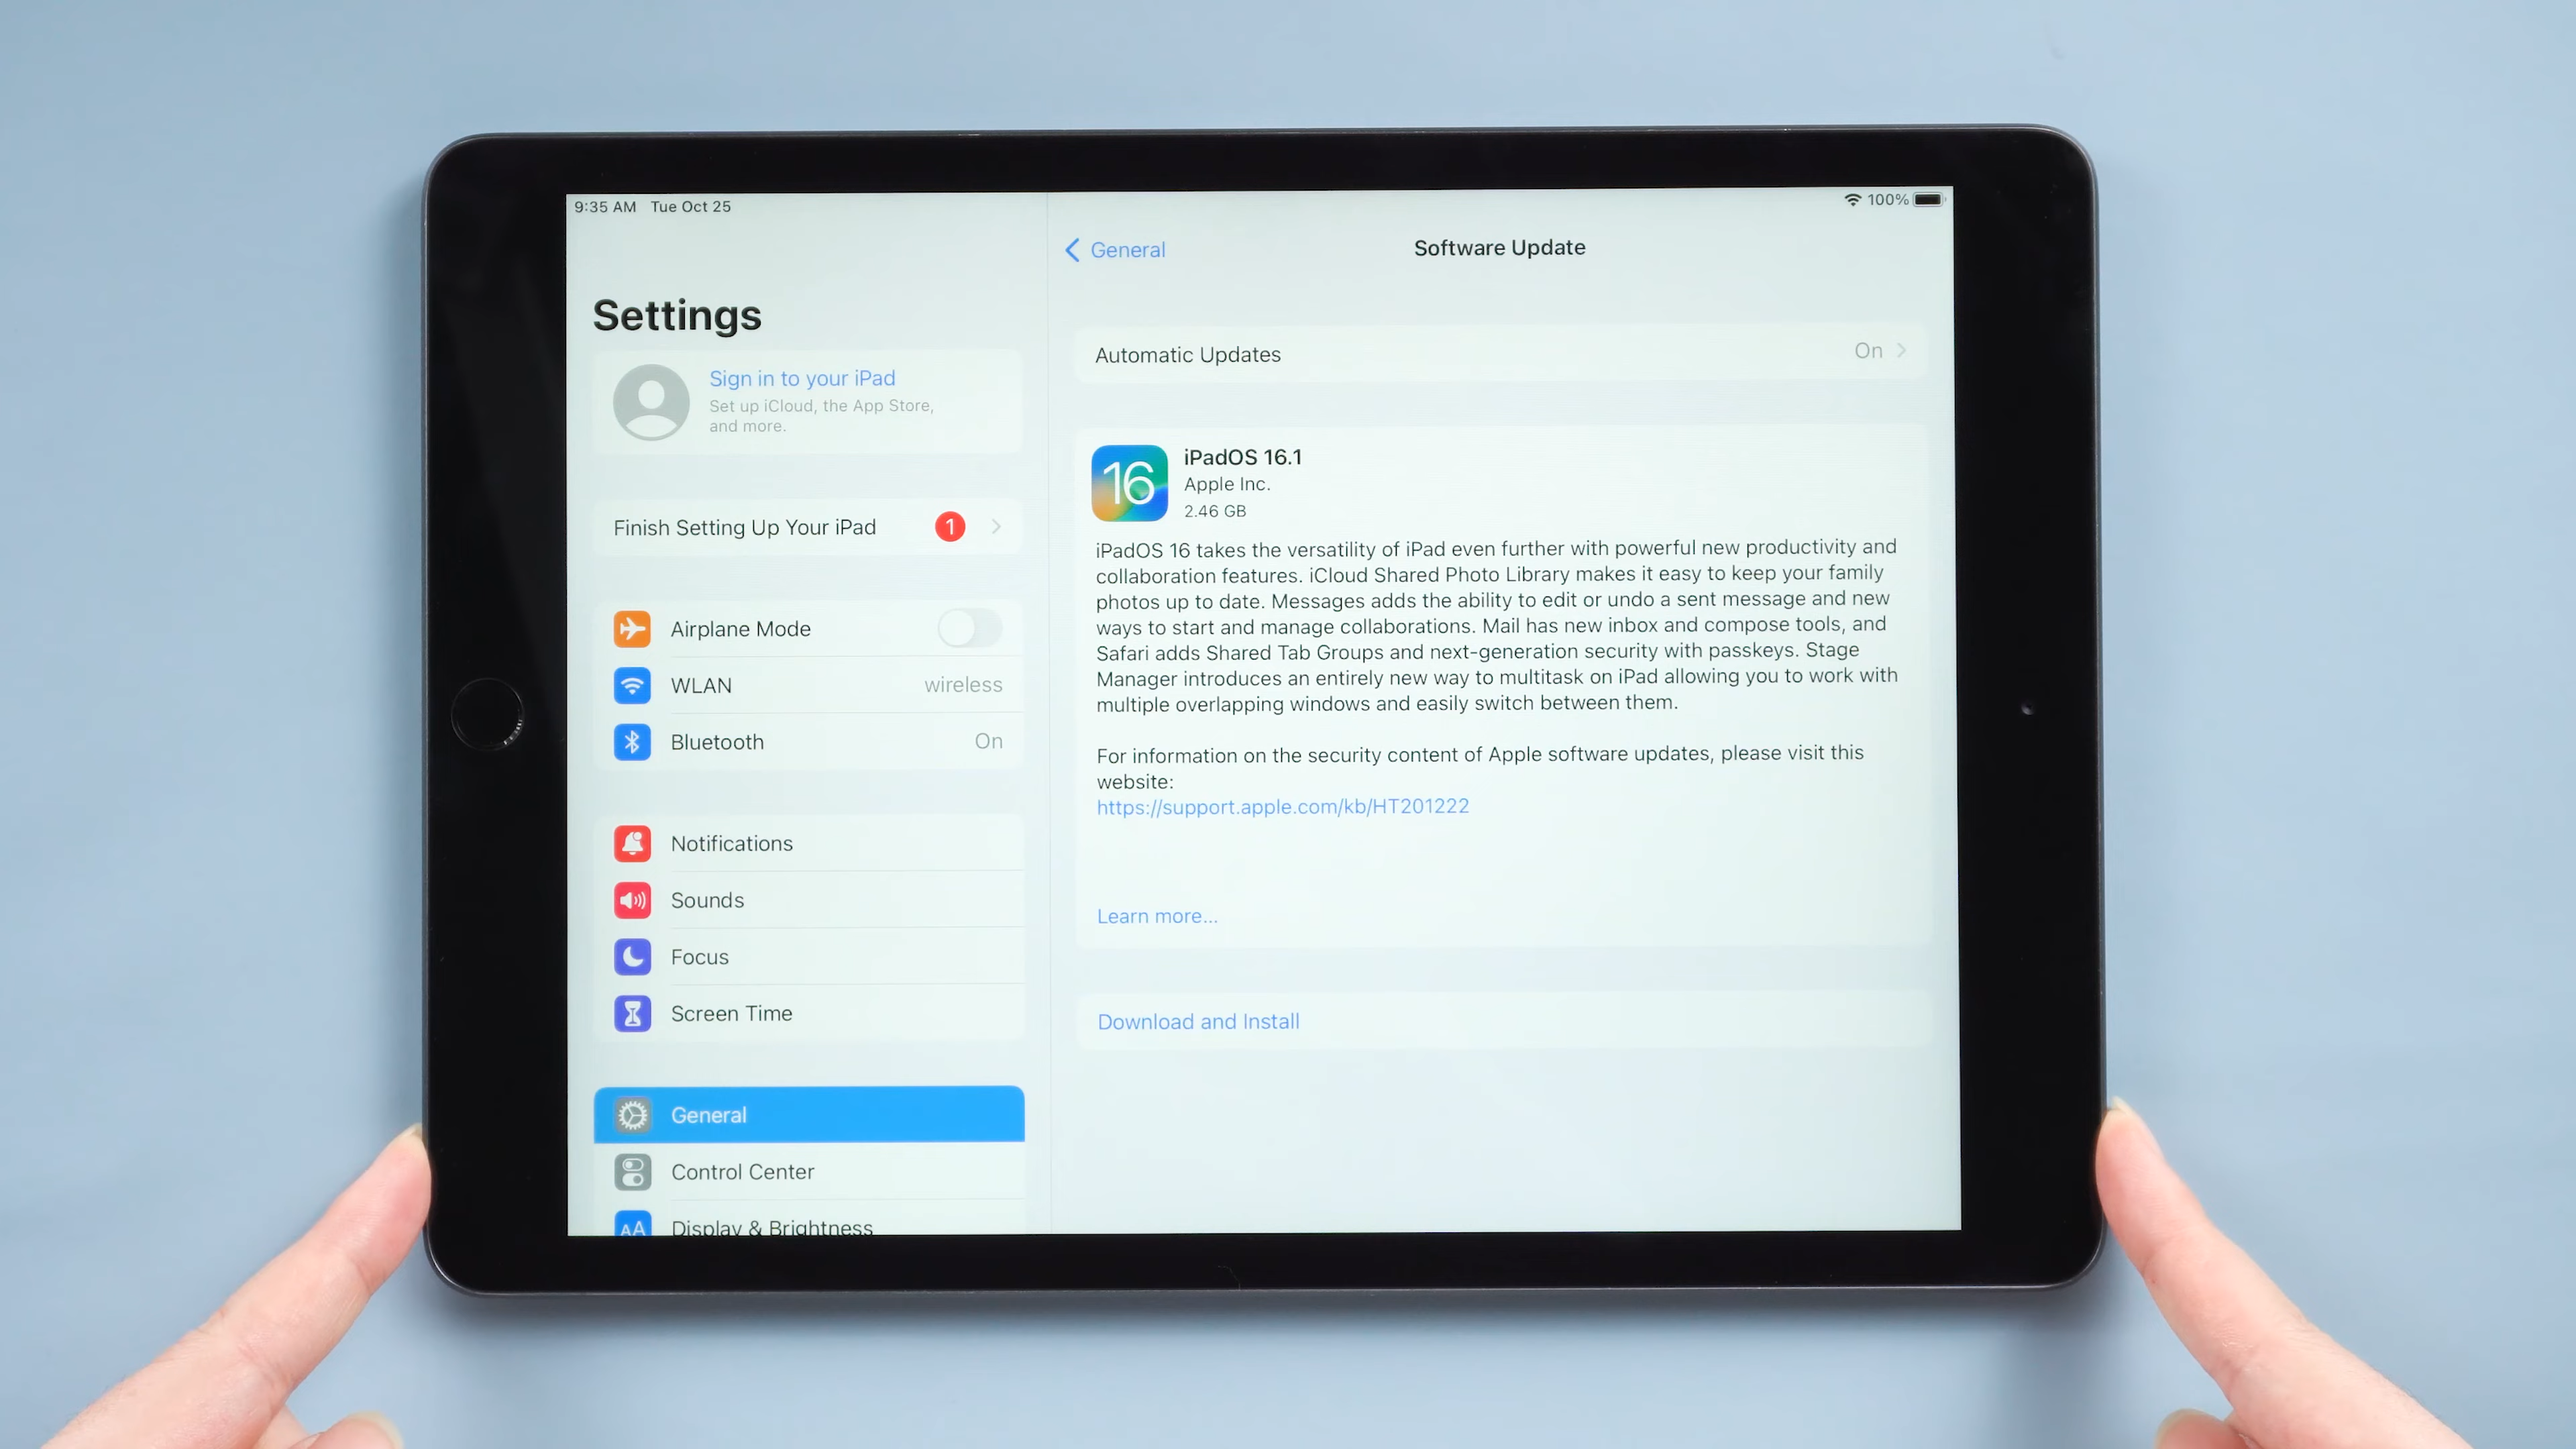 9:35 AM Tue Oct 25
100%
Settings
Sign in to your iPad
Set up iCloud, the App Store,
and more.
Finish Setting Up Your iPad 1
Airplane Mode
WLAN wireless
Bluetooth On
Notifications
Sounds
Focus
Screen Time
General
Control Center
AA Display & Brightness
General
Software Update
Automatic Updates On
16
iPadOS 16.1
Apple Inc.
2.46 GB
iPadOS 16 takes the versatility of iPad even further with powerful new productivity and
collaboration features. iCloud Shared Photo Library makes it easy to keep your family
photos up to date. Messages adds the ability to edit or undo a sent message and new
ways to start and manage collaborations. Mail has new inbox and compose tools, and
Safari adds Shared Tab Groups and next-generation security with passkeys. Stage
Manager introduces an entirely new way to multitask on iPad allowing you to work with
multiple overlapping windows and easily switch between them.
For information on the security content of Apple software updates, please visit this
website:
https://support.apple.com/kb/HT201222
Learn more...
Download and Install